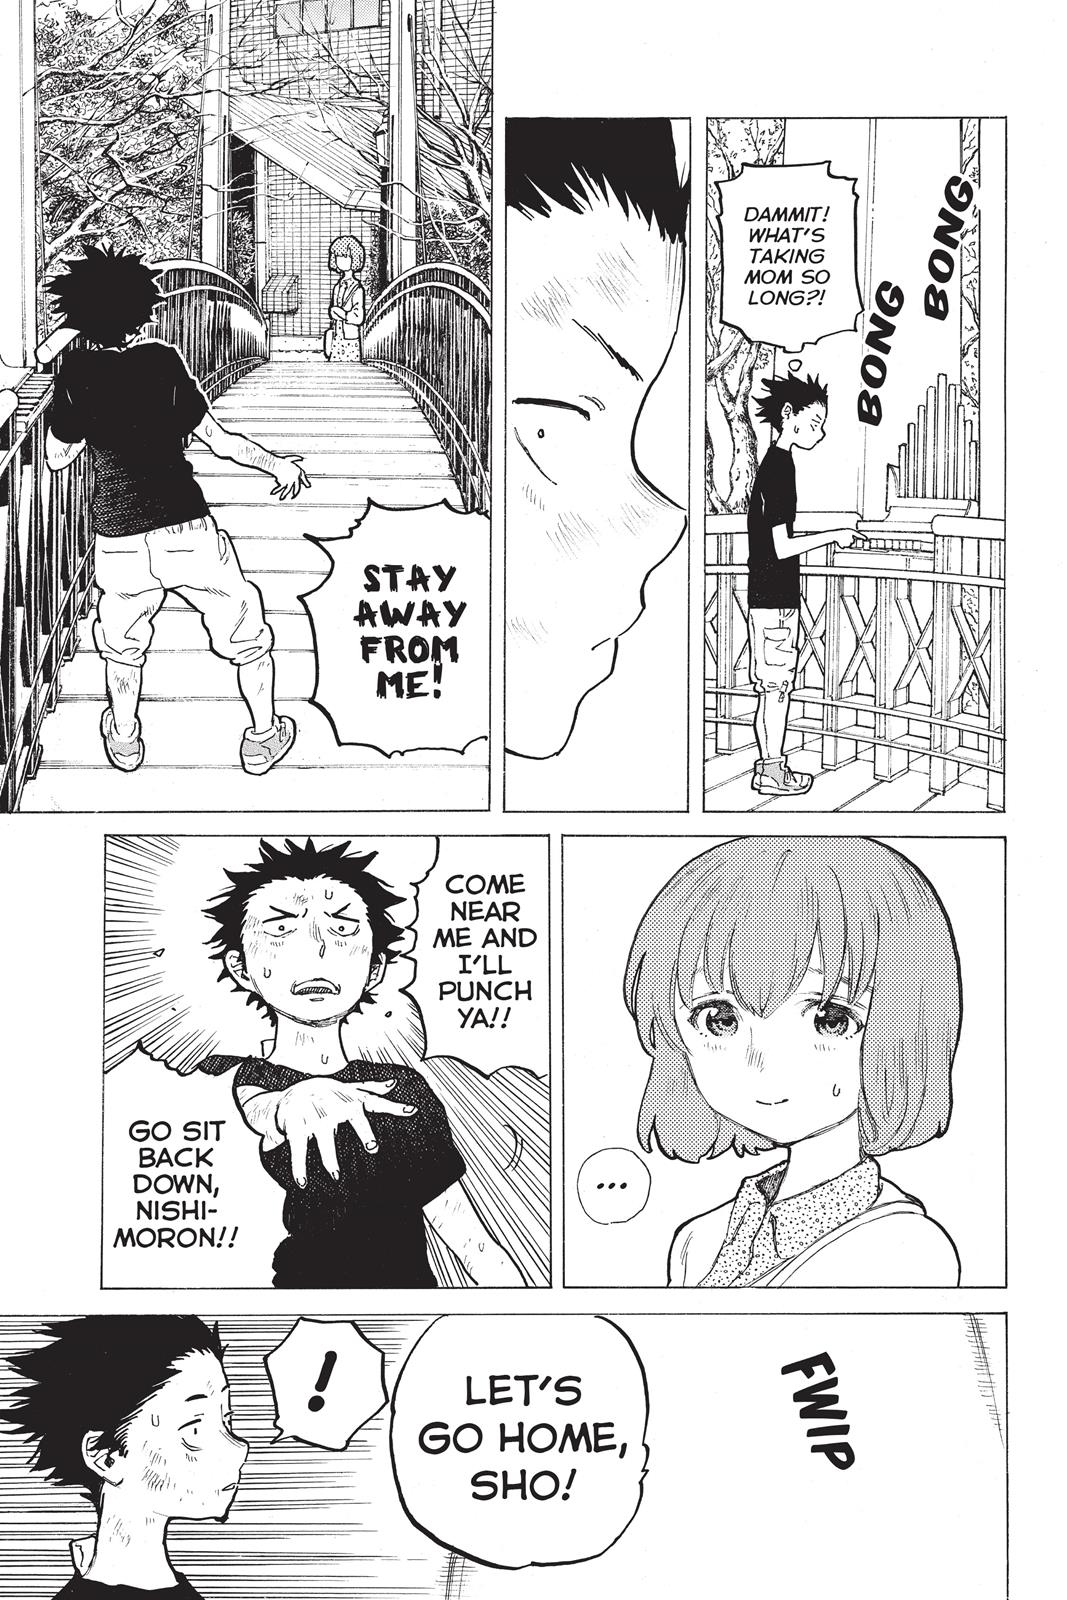 DAMMIT!
WHAT'S
TAKING
MOM SO
LONG?!
BONG
BONG
STAY
AWAY
FROM
ME!
...
COME
NEAR
ME AND
I'LL
PUNCH
YA!!
GO SIT
BACK
DOWN,
NISHI-
MORON!!
FWIP
LET'S
GO HOME,
SHO!
!